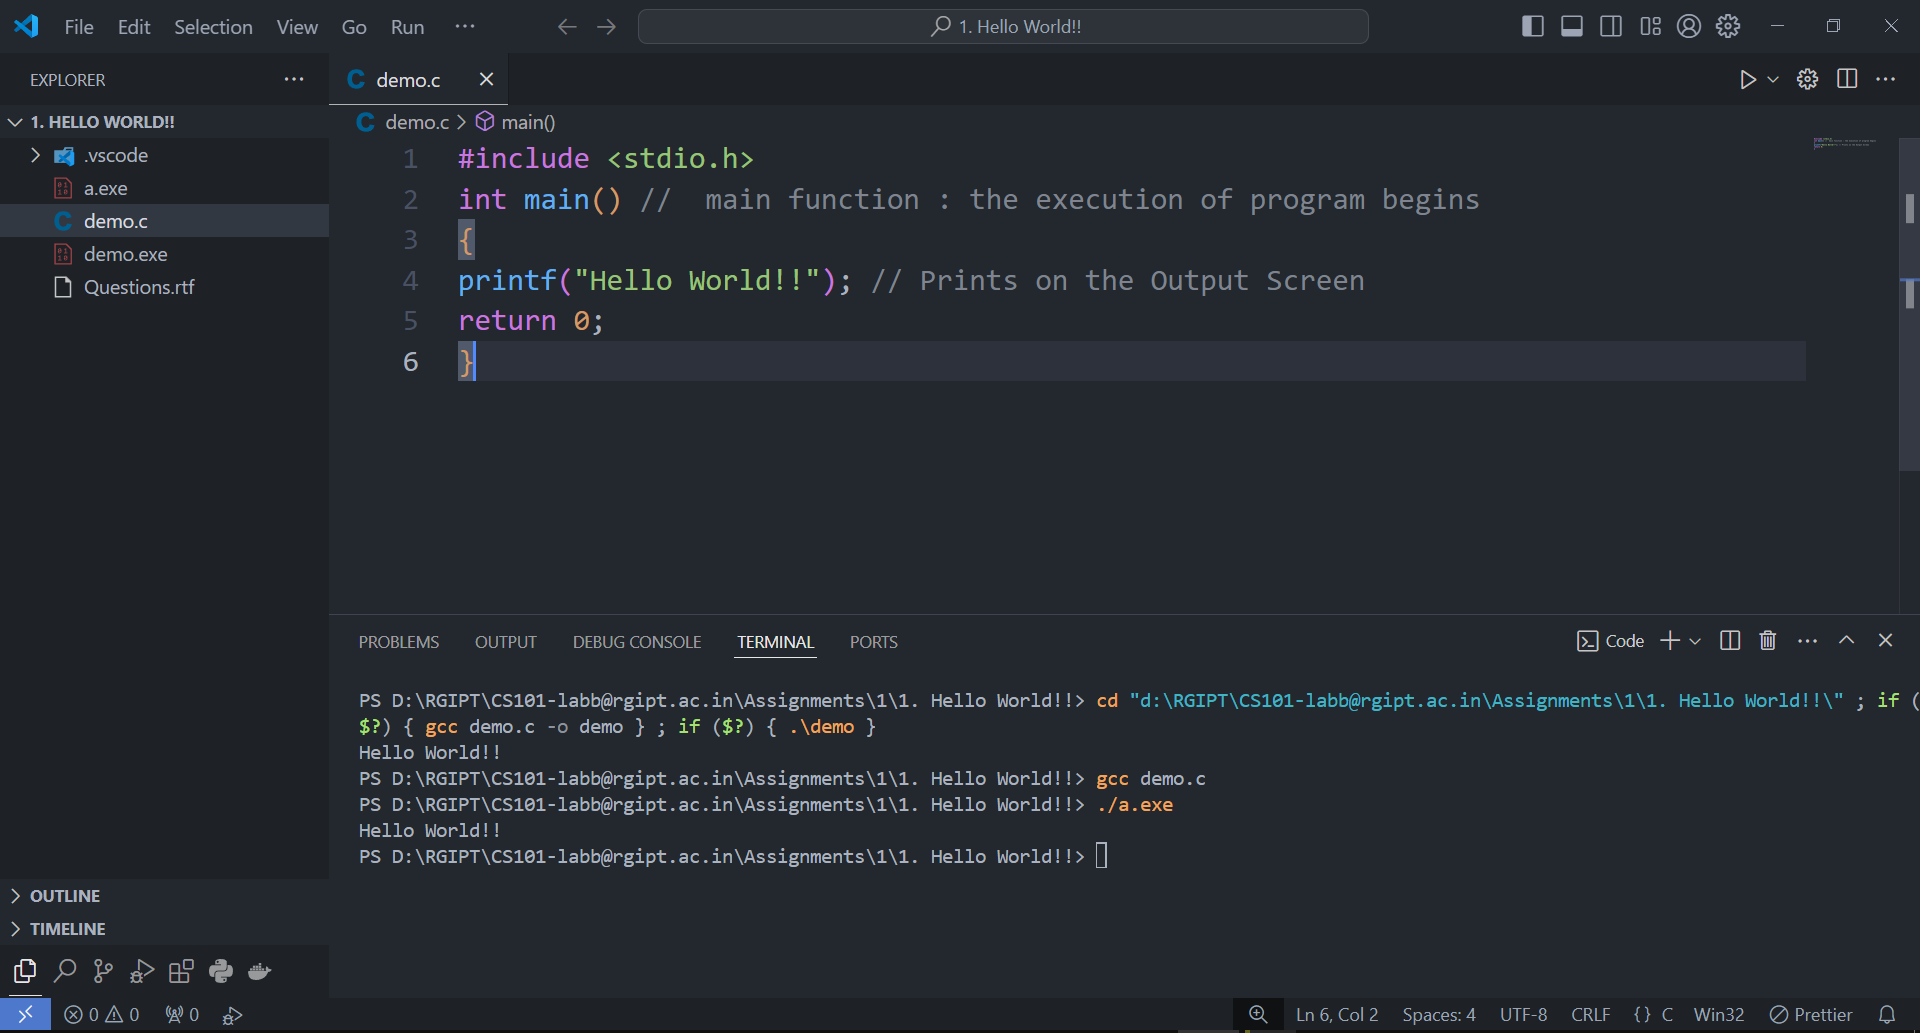 File Edit Selection View Go Run
1. Hello World!!
EXPLORER
1. HELLO WORLD!!
.vscode
a.exe
demo.c
demo.exe
Questions.rtf
OUTLINE
TIMELINE
demo.c
demo.c > main()
1 #include <stdio.h>
2 int main() //  main function : the execution of program begins
3 {
4 printf("Hello World!!"); // Prints on the Output Screen
5 return 0;
6 }
PROBLEMS OUTPUT DEBUG CONSOLE TERMINAL PORTS
Code
PS D:\RGIPT\CS101-labb@rgipt.ac.in\Assignments\1\1. Hello World!!> cd "d:\RGIPT\CS101-labb@rgipt.ac.in\Assignments\1\1. Hello World!!\" ; if (
$?) { gcc demo.c -o demo } ; if ($?) { .\demo }
Hello World!!
PS D:\RGIPT\CS101-labb@rgipt.ac.in\Assignments\1\1. Hello World!!> gcc demo.c
PS D:\RGIPT\CS101-labb@rgipt.ac.in\Assignments\1\1. Hello World!!> ./a.exe
Hello World!!
PS D:\RGIPT\CS101-labb@rgipt.ac.in\Assignments\1\1. Hello World!!>
0 0 0
Ln 6, Col 2 Spaces: 4 UTF-8 CRLF {} C Win32 Prettier